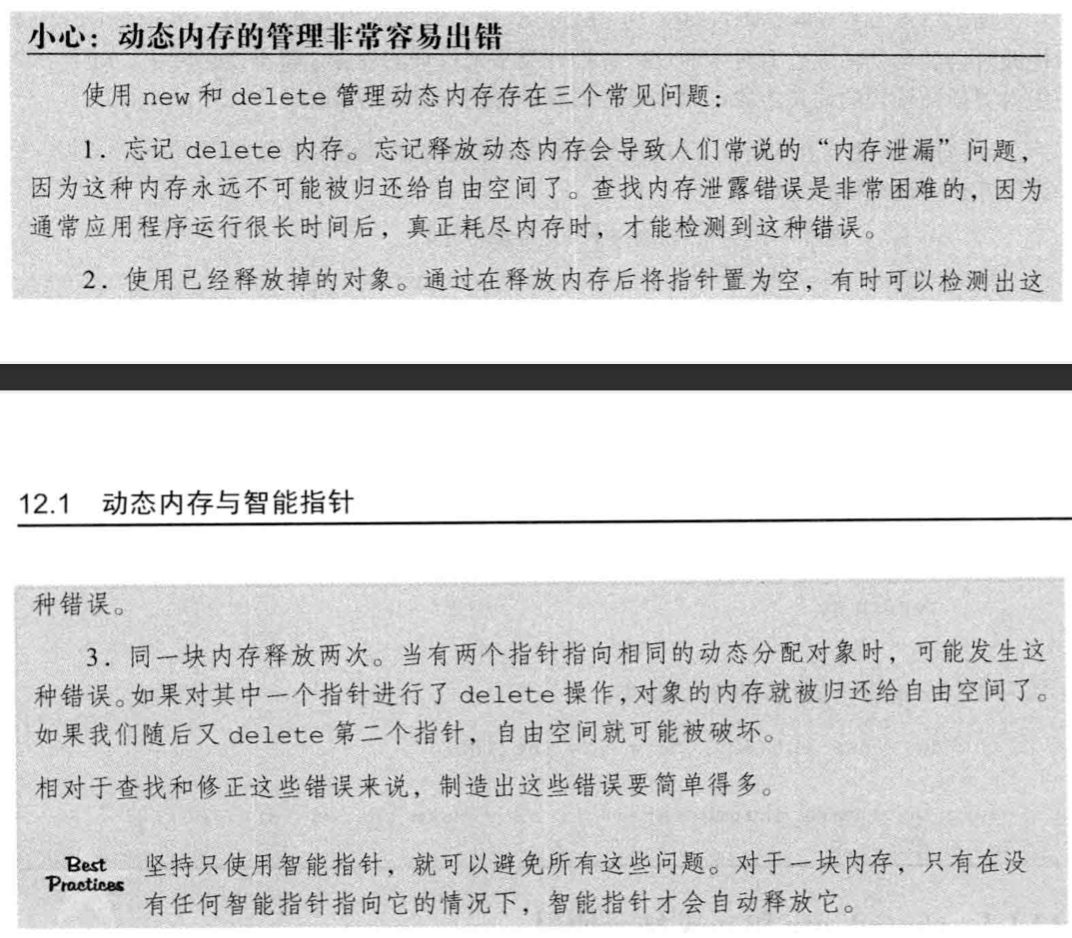 小心：动态内存的管理非常容易出错
使用 new 和 delete 管理动态内存存在三个常见问题：
1. 忘记 delete 内存。忘记释放动态内存会导致人们常说的“内存泄漏”问题，
因为这种内存永远不可能被归还给自由空间了。查找内存泄露错误是非常困难的，因为
通常应用程序运行很长时间后，真正耗尽内存时，才能检测到这种错误。
2. 使用已经释放掉的对象。通过在释放内存后将指针置为空，有时可以检测出这
12.1 动态内存与智能指针
种错误。
3. 同一块内存释放两次。当有两个指针指向相同的动态分配对象时，可能发生这
种错误。如果对其中一个指针进行了 delete 操作，对象的内存就被归还给自由空间了。
如果我们随后又 delete 第二个指针，自由空间就可能被破坏。
相对于查找和修正这些错误来说，制造出这些错误要简单得多。
Best 坚持只使用智能指针，就可以避免所有这些问题。对于一块内存，只有在没
Practices 有任何智能指针指向它的情况下，智能指针才会自动释放它。